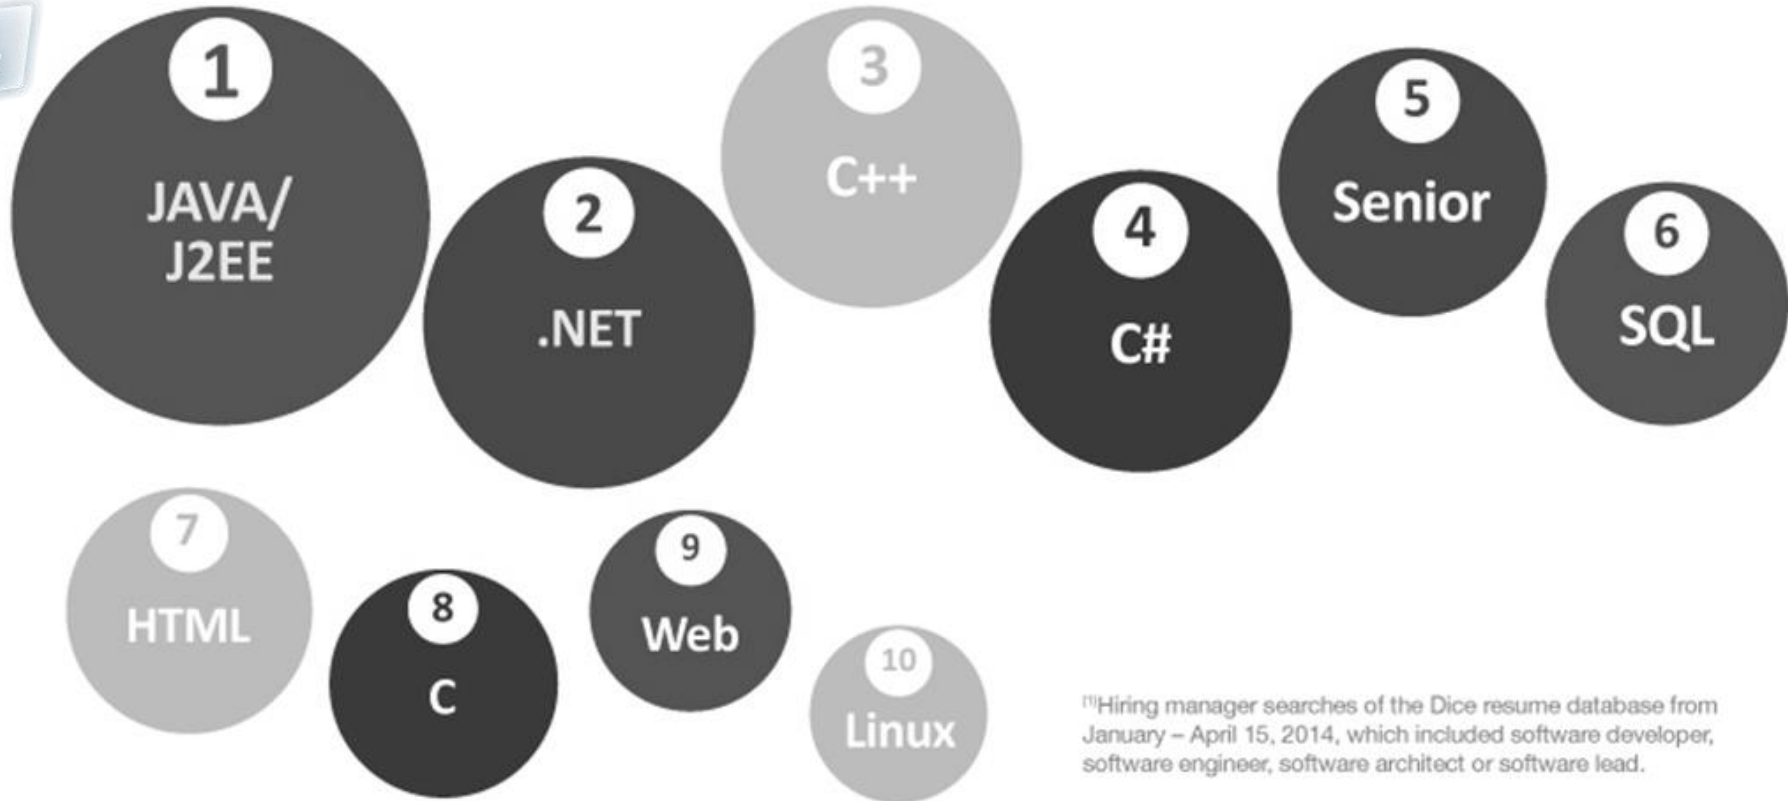 1
JAVA/
J2EE
2
.NET
3
C++
4
C#
5
Senior
6
SQL
7
HTML
8
C
9
Web
10
Linux
[1]Hiring manager searches of the Dice resume database from
January – April 15, 2014, which included software developer,
software engineer, software architect or software lead.